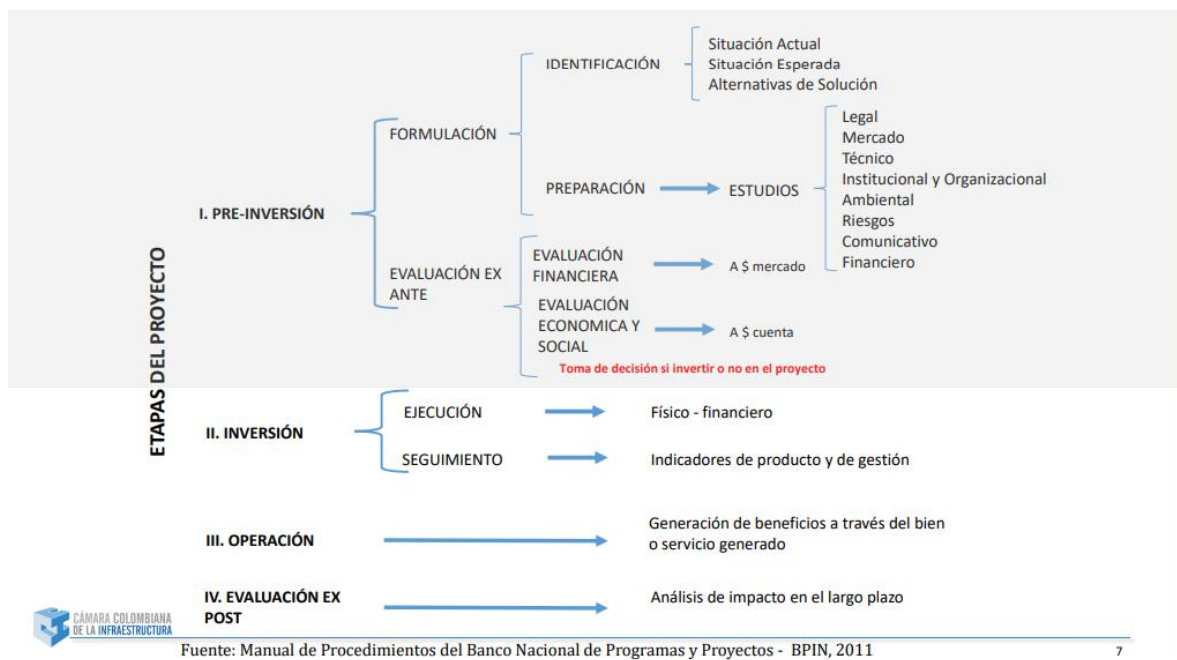 ETAPAS DEL PROYECTO
I. PRE-INVERSIÓN
FORMULACIÓN
IDENTIFICACIÓN
Situación Actual
Situación Esperada
Alternativas de Solución
PREPARACIÓN
ESTUDIOS
Legal
Mercado
Técnico
Institucional y Organizacional
Ambiental
Riesgos
Comunicativo
Financiero
EVALUACIÓN EX
ANTE
EVALUACIÓN
FINANCIERA
A $ mercado
EVALUACIÓN
ECONOMICA Y
SOCIAL
A $ cuenta
Toma de decisión si invertir o no en el proyecto
II. INVERSIÓN
EJECUCIÓN
Físico - financiero
SEGUIMIENTO
Indicadores de producto y de gestión
III. OPERACIÓN
Generación de beneficios a través del bien
o servicio generado
IV. EVALUACIÓN EX
POST
Análisis de impacto en el largo plazo
CÁMARA COLOMBIANA
DE LA INFRAESTRUCTURA
Fuente: Manual de Procedimientos del Banco Nacional de Programas y Proyectos - BPIN, 2011
7